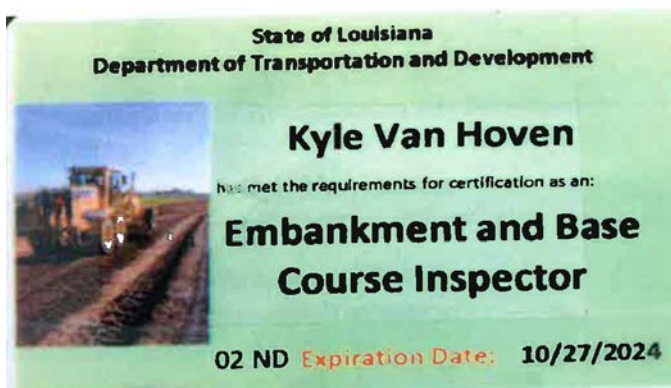 State of Louisiana
Department of Transportation and Development
Kyle Van Hoven
has met the requirements for certification as an:
Embankment and Base
Course Inspector
02 ND Expiration Date: 10/27/2024